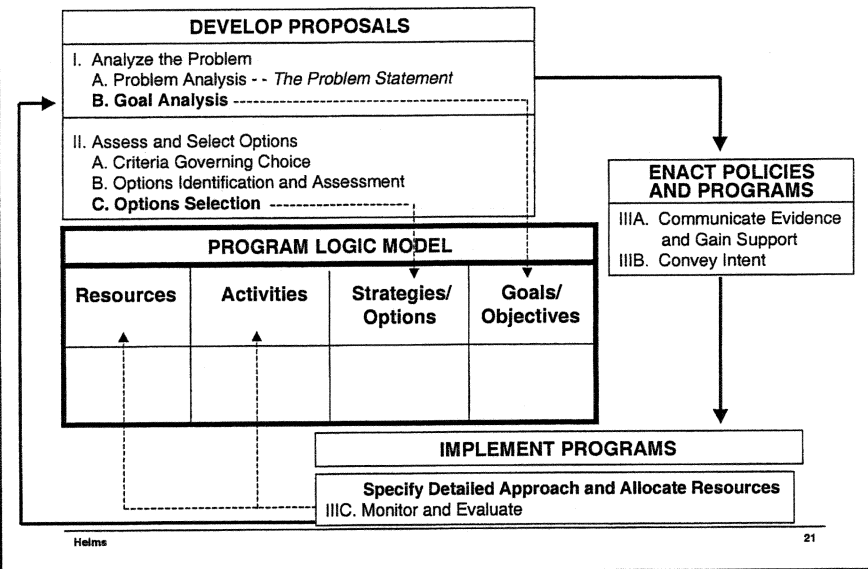 DEVELOP PROPOSALS
I. Analyze the Problem
A. Problem Analysis - - The Problem Statement
B. Goal Analysis
II. Assess and Select Options
A. Criteria Governing Choice
B. Options Identification and Assessment
C. Options Selection
ENACT POLICIES
AND PROGRAMS
IIIA. Communicate Evidence
and Gain Support
IIIB. Convey Intent
PROGRAM LOGIC MODEL
Resources
Activities
Strategies/
Options
Goals/
Objectives
IMPLEMENT PROGRAMS
Specify Detailed Approach and Allocate Resources
IIIC. Monitor and Evaluate
Helms
21